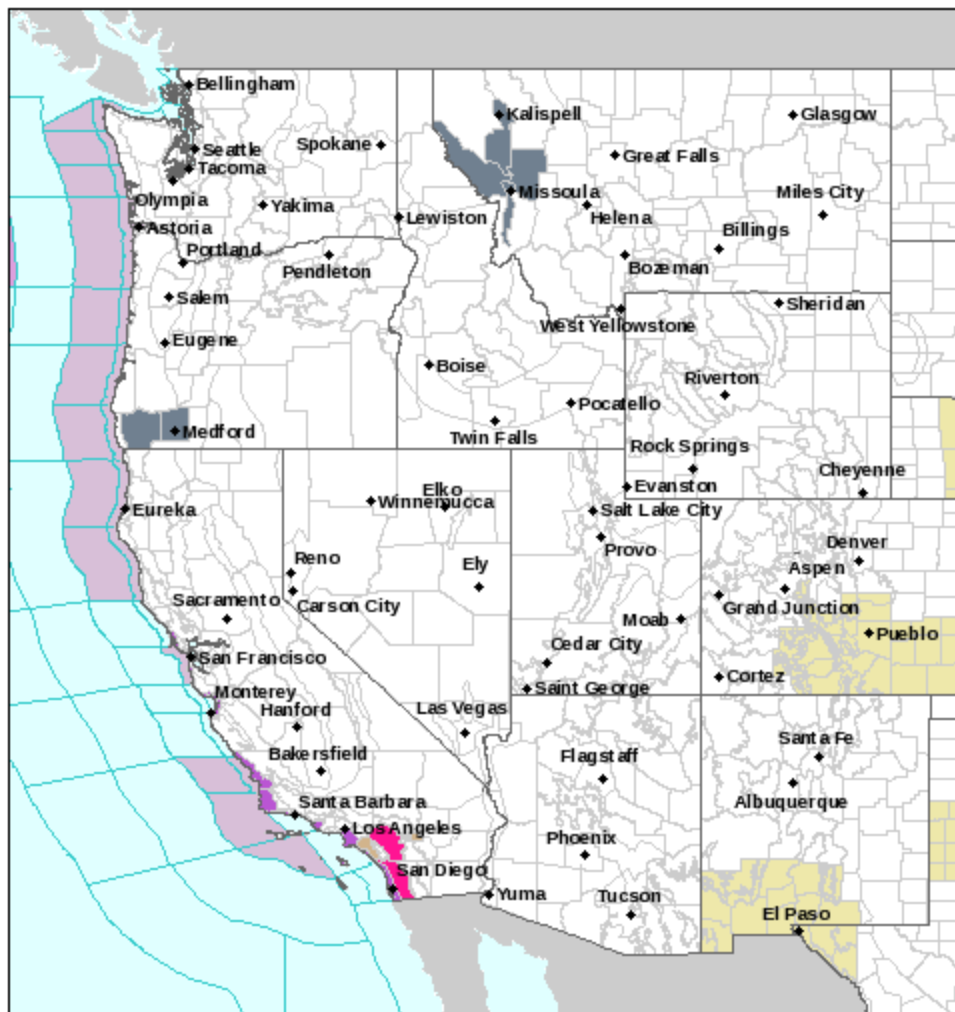 Bellingham
Kalispell
Glasgow
Seattle
Spokane
Great Falls
Tacoma
Missoula
Miles City
Olympia
Yakima
Lewiston
Helena
Astoria
Billings
Portland
Pendleton
Bozeman
Salem
Sheridan
West Yellowstone
Eugene
Boise
Riverton
Pocatello
Medford
Twin Falls
Rock Springs
Cheyenne
Elko
Evanston
Winnemucca
Eureka
Salt Lake City
Provo
Denver
Reno
Ely
Aspen
Sacramento
Carson City
Grand Junction
Moab
Pueblo
Cedar City
San Francisco
Cortez
Saint George
Monterey
Hanford
Las Vegas
Santa Fe
Bakersfield
Flagstaff
Santa Barbara
Albuquerque
Los Angeles
Phoenix
San Diego
Yuma
Tucson
El Paso